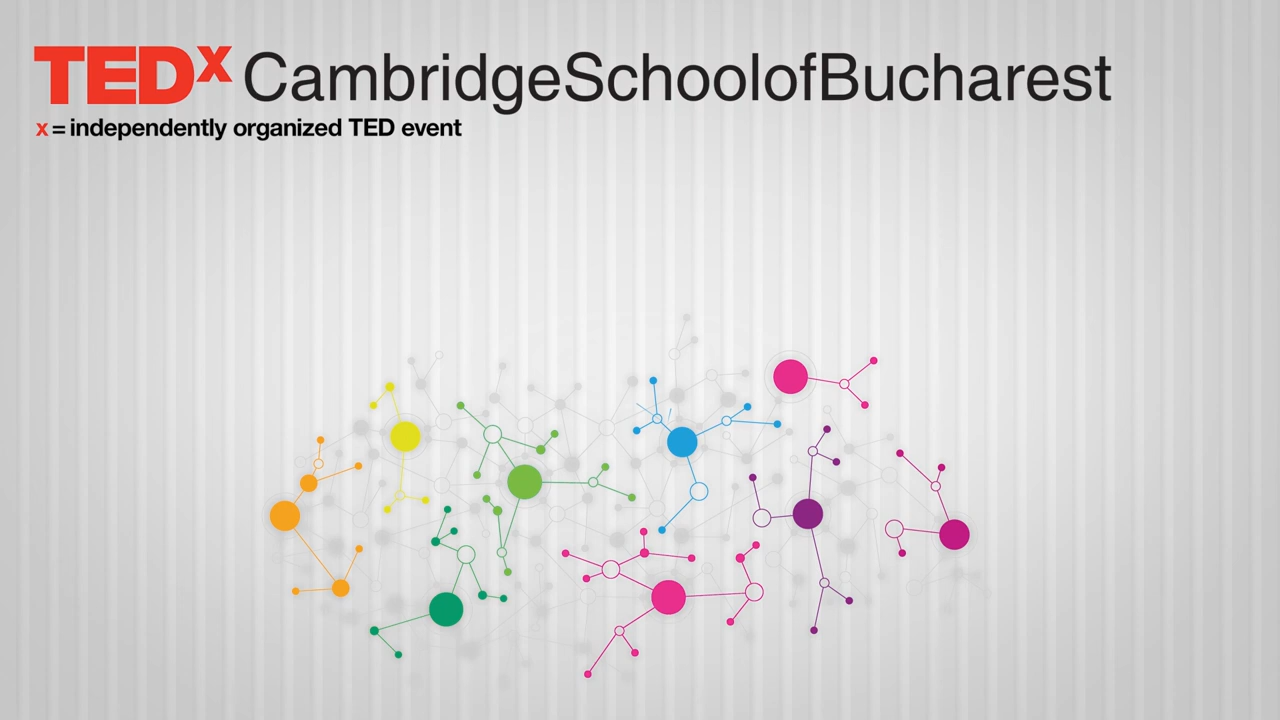 TEDx CambridgeSchoolofBucharest
x = independently organized TED event